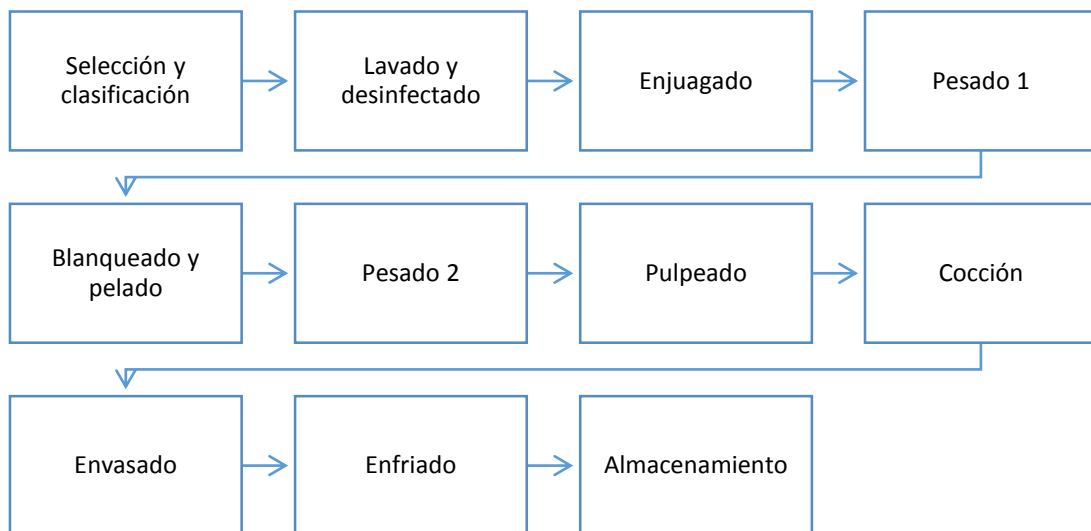 Selección y
clasificación
Lavado y
desinfectado
Enjuagado
Pesado 1
Blanqueado y
pelado
Pesado 2
Pulpeado
Cocción
Envasado
Enfriado
Almacenamiento